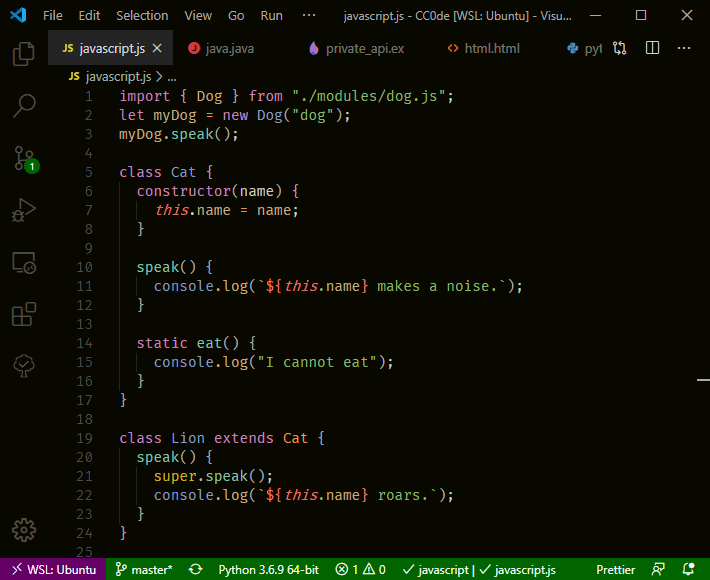 File Edit Selection View Go Run ··· javascript.js - CC0de [WSL: Ubuntu] - Visu...
JS javascript.js java.java private_api.ex <> html.html pyt ···
JS javascript.js > ...
1 import { Dog } from "./modules/dog.js";
2 let myDog = new Dog("dog");
3 myDog.speak();
4
5 class Cat {
6 constructor(name) {
7 this.name = name;
8 }
9
10 speak() {
11 console.log(`${this.name} makes a noise.`);
12 }
13
14 static eat() {
15 console.log("I cannot eat");
16 }
17 }
18
19 class Lion extends Cat {
20 speak() {
21 super.speak();
22 console.log(`${this.name} roars.`);
23 }
24 }
25
1
WSL: Ubuntu master* Python 3.6.9 64-bit 1 0 ✓ javascript | ✓ javascript.js Prettier